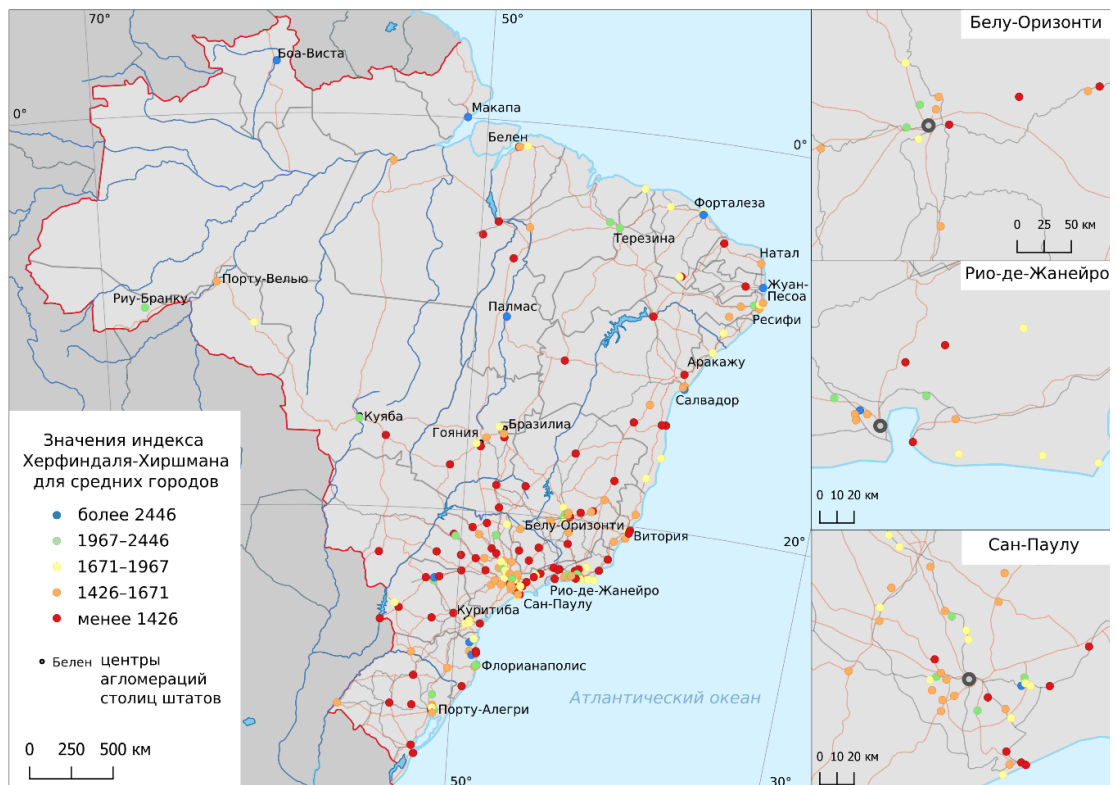 70°
50°
0°
0°
Боа-Виста
Макапа
Белен
Форталеза
Терезина
Натал
Жуан-
Песоа
Ресифи
Порту-Велью
Риу-Бранку
Палмас
Аракажу
Салвадор
Куяба
Гояния
Бразилиа
Белу-Оризонти
Витория
20°
Рио-де-Жанейро
Сан-Паулу
Куритиба
Флорианаполис
Атлантический океан
Порту-Алегри
50°
30°
Значения индекса
Херфиндаля-Хиршмана
для средних городов
более 2446
1967–2446
1671–1967
1426–1671
менее 1426
Белен центры
агломераций
столиц штатов
0 250 500 км
Белу-Оризонти
0 25 50 км
Рио-де-Жанейро
0 10 20 км
Сан-Паулу
0 10 20 км